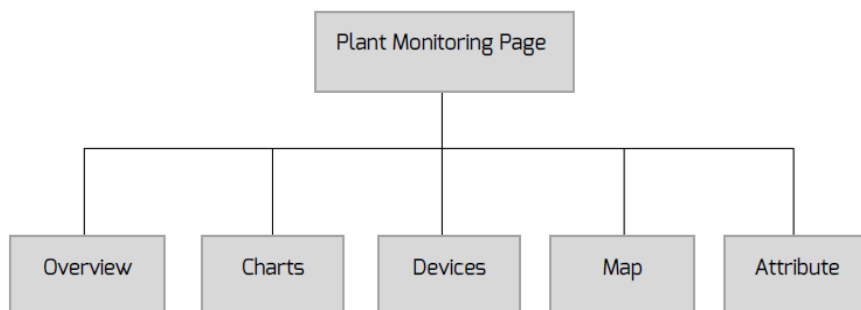 Plant Monitoring Page
Overview
Charts
Devices
Map
Attribute